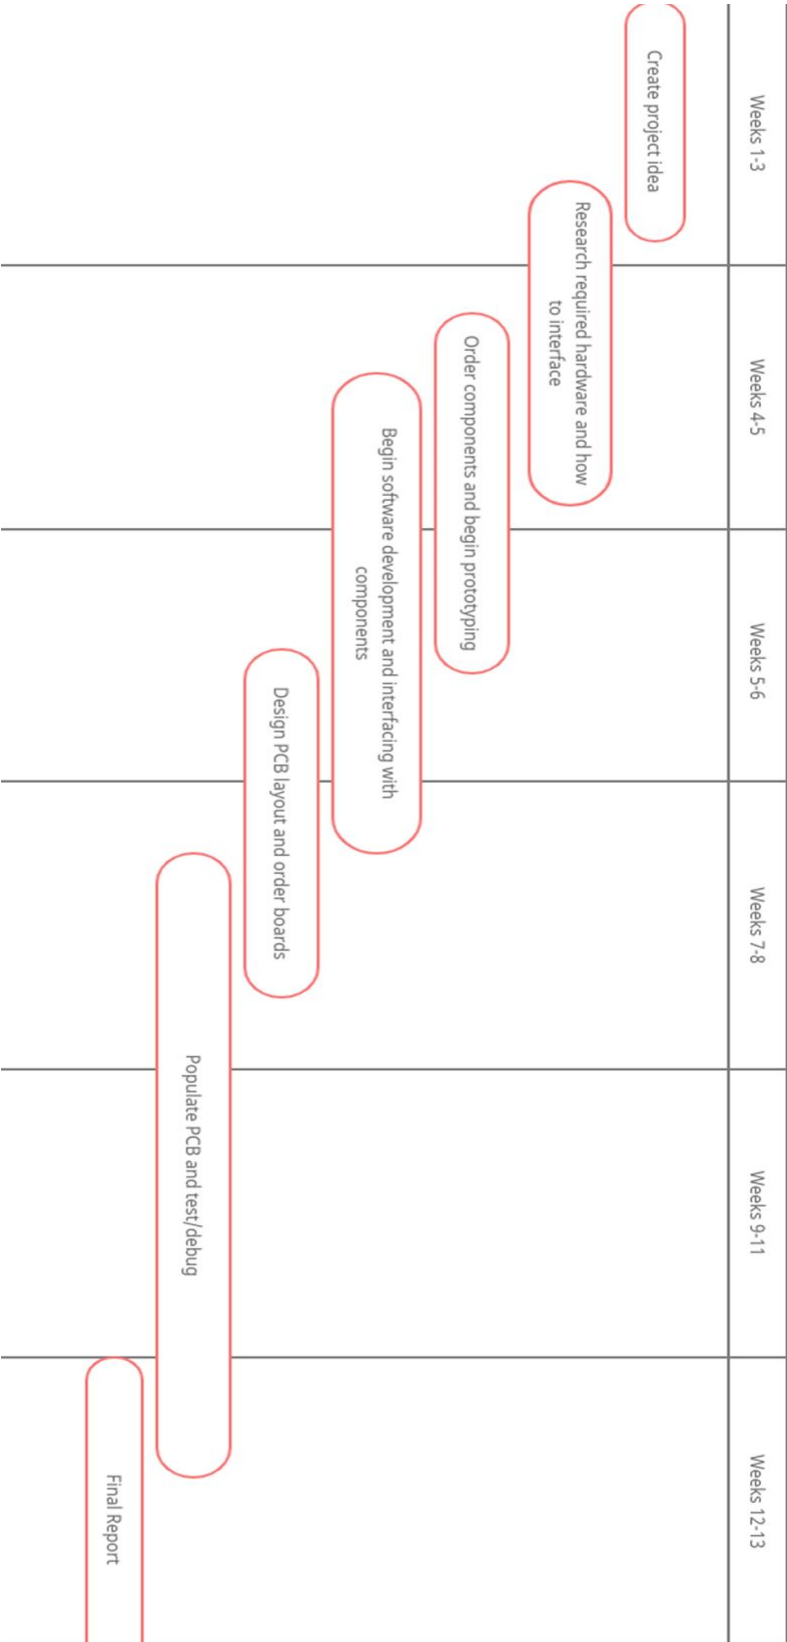 Weeks 1-3
Weeks 4-5
Weeks 5-6
Weeks 7-8
Weeks 9-11
Weeks 12-13
Create project idea
Research required hardware and how
to interface
Order components and begin prototyping
Begin software development and interfacing with
components
Design PCB layout and order boards
Populate PCB and test/debug
Final Report